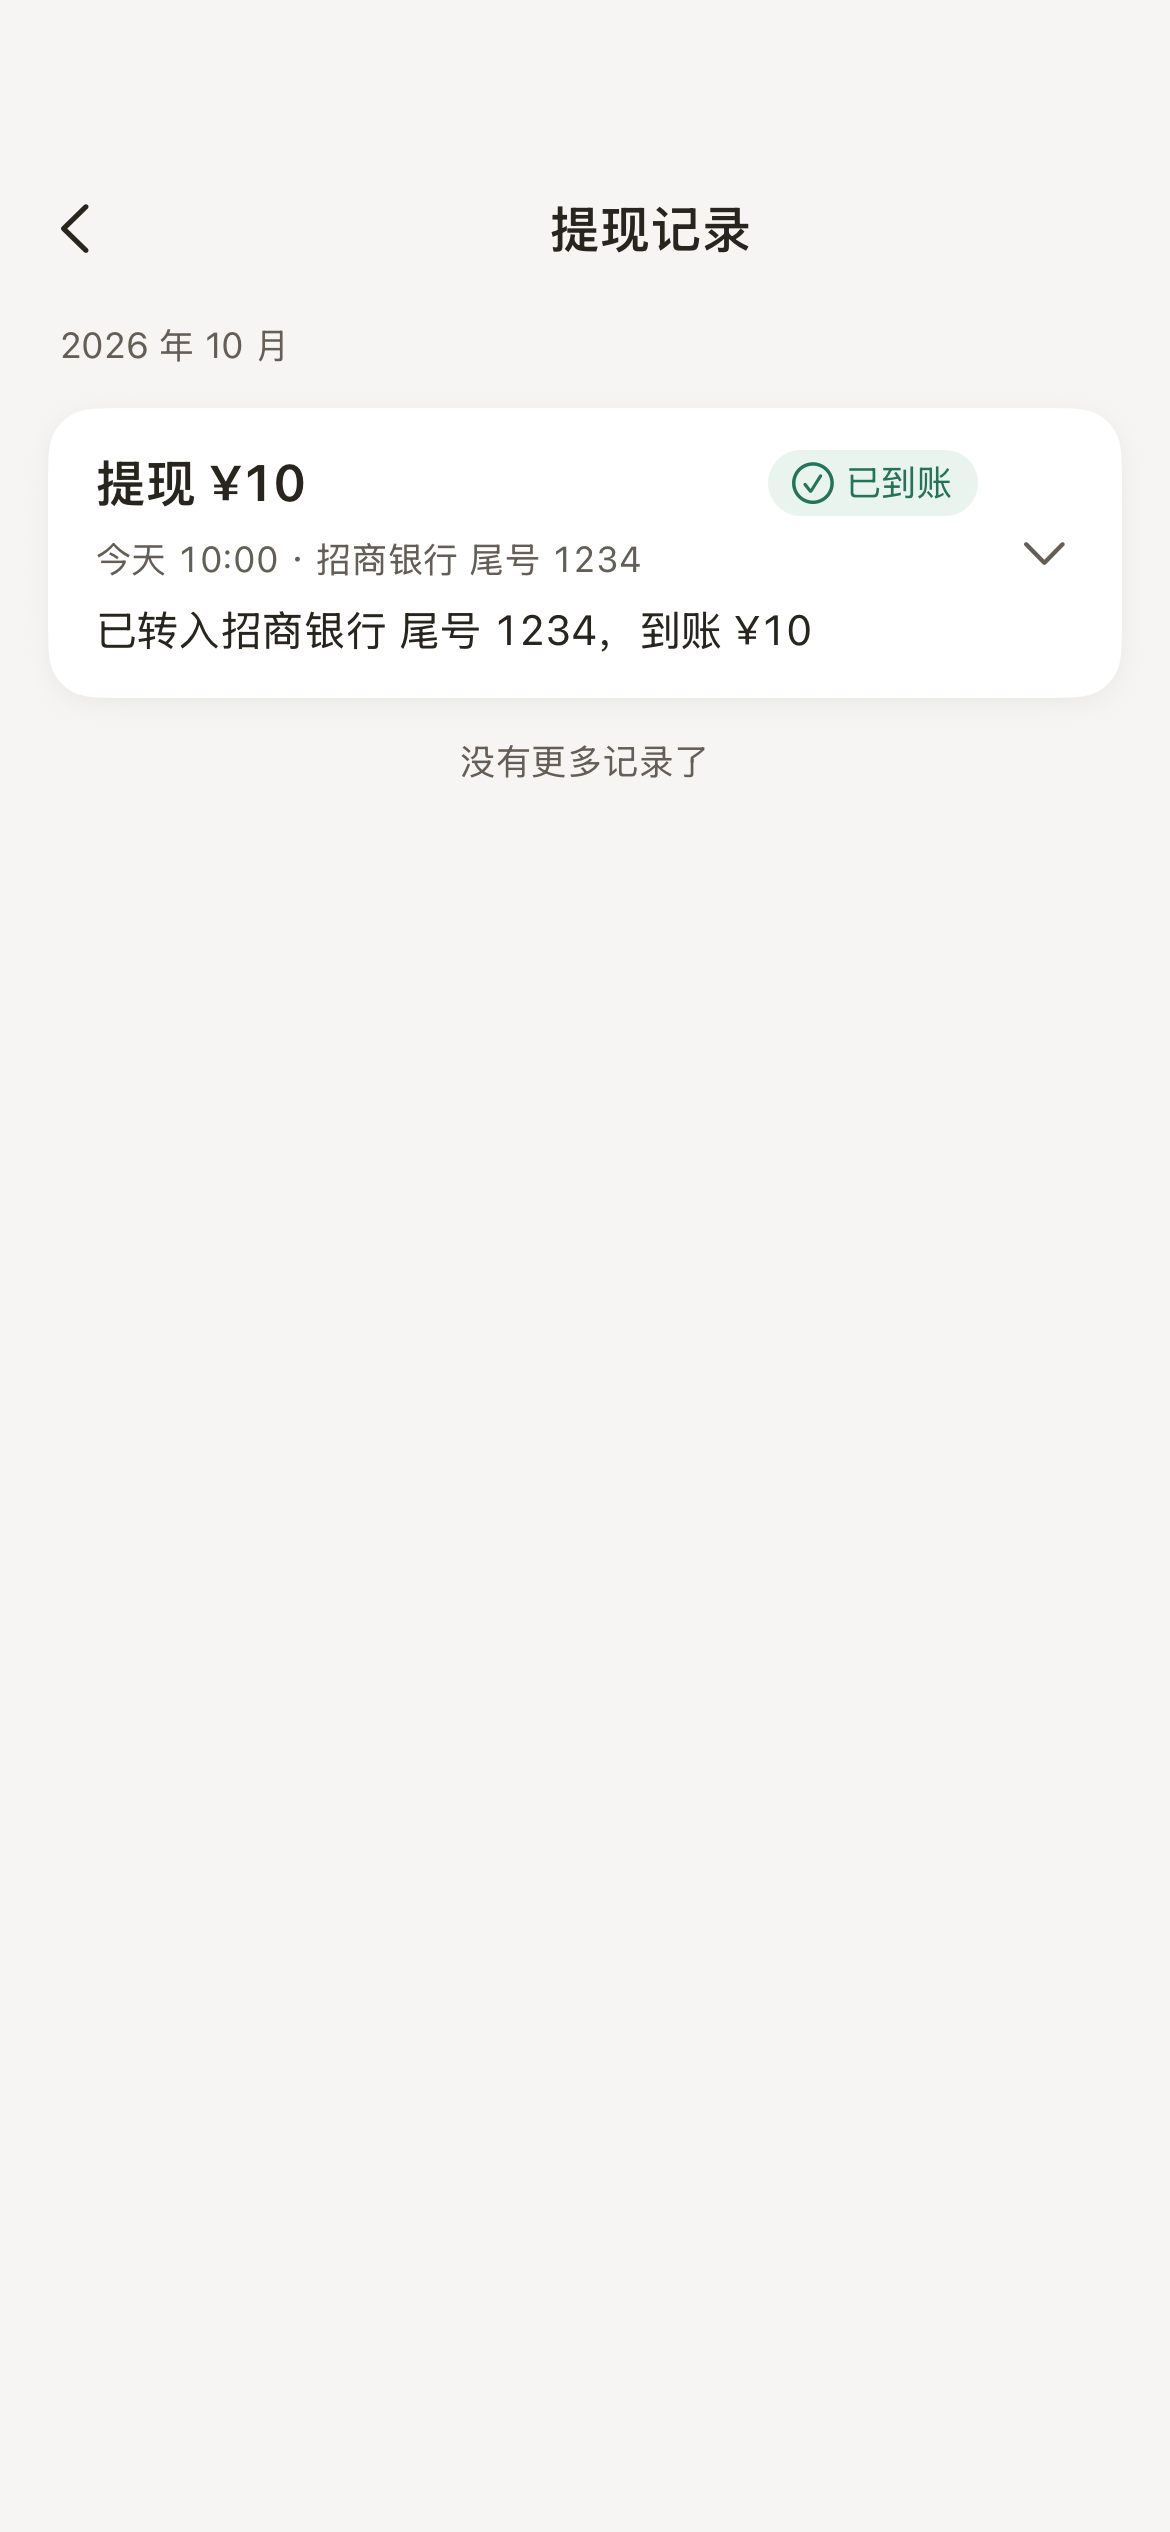 提现记录
2026 年 10 月
提现 ¥10
已到账
今天 10:00 · 招商银行 尾号 1234
已转入招商银行 尾号 1234，到账 ¥10
没有更多记录了